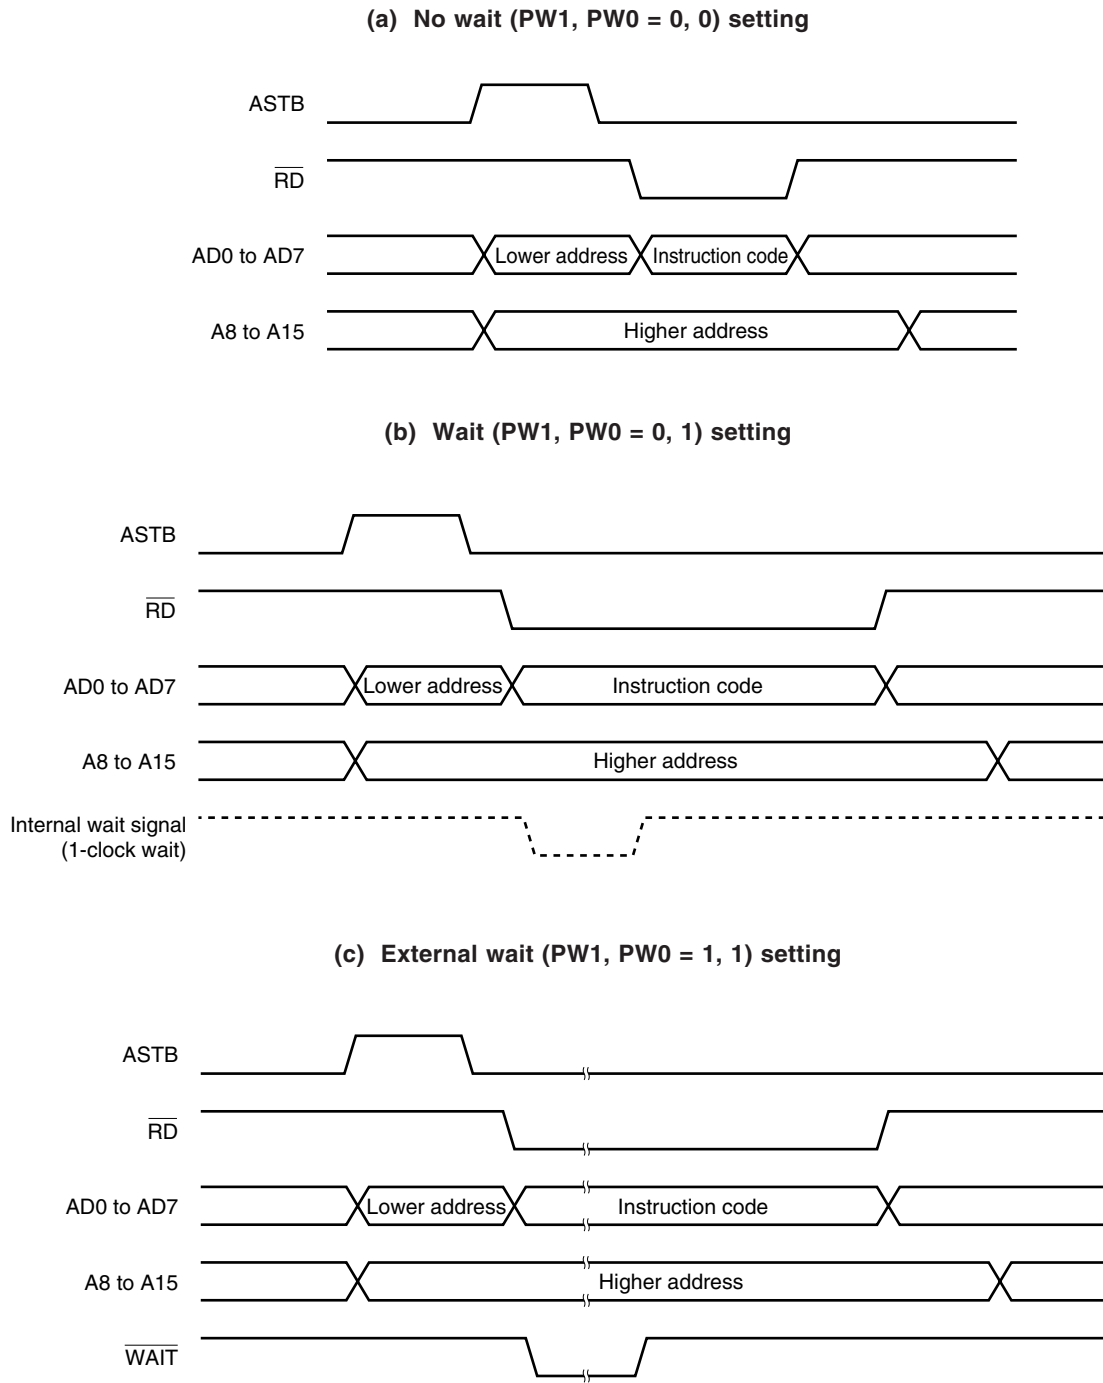 (a) No wait (PW1, PW0 = 0, 0) setting
ASTB
RD
AD0 to AD7
Lower address
Instruction code
A8 to A15
Higher address
(b) Wait (PW1, PW0 = 0, 1) setting
ASTB
RD
AD0 to AD7
Lower address
Instruction code
A8 to A15
Higher address
Internal wait signal
(1-clock wait)
(c) External wait (PW1, PW0 = 1, 1) setting
ASTB
RD
AD0 to AD7
Lower address
Instruction code
A8 to A15
Higher address
WAIT